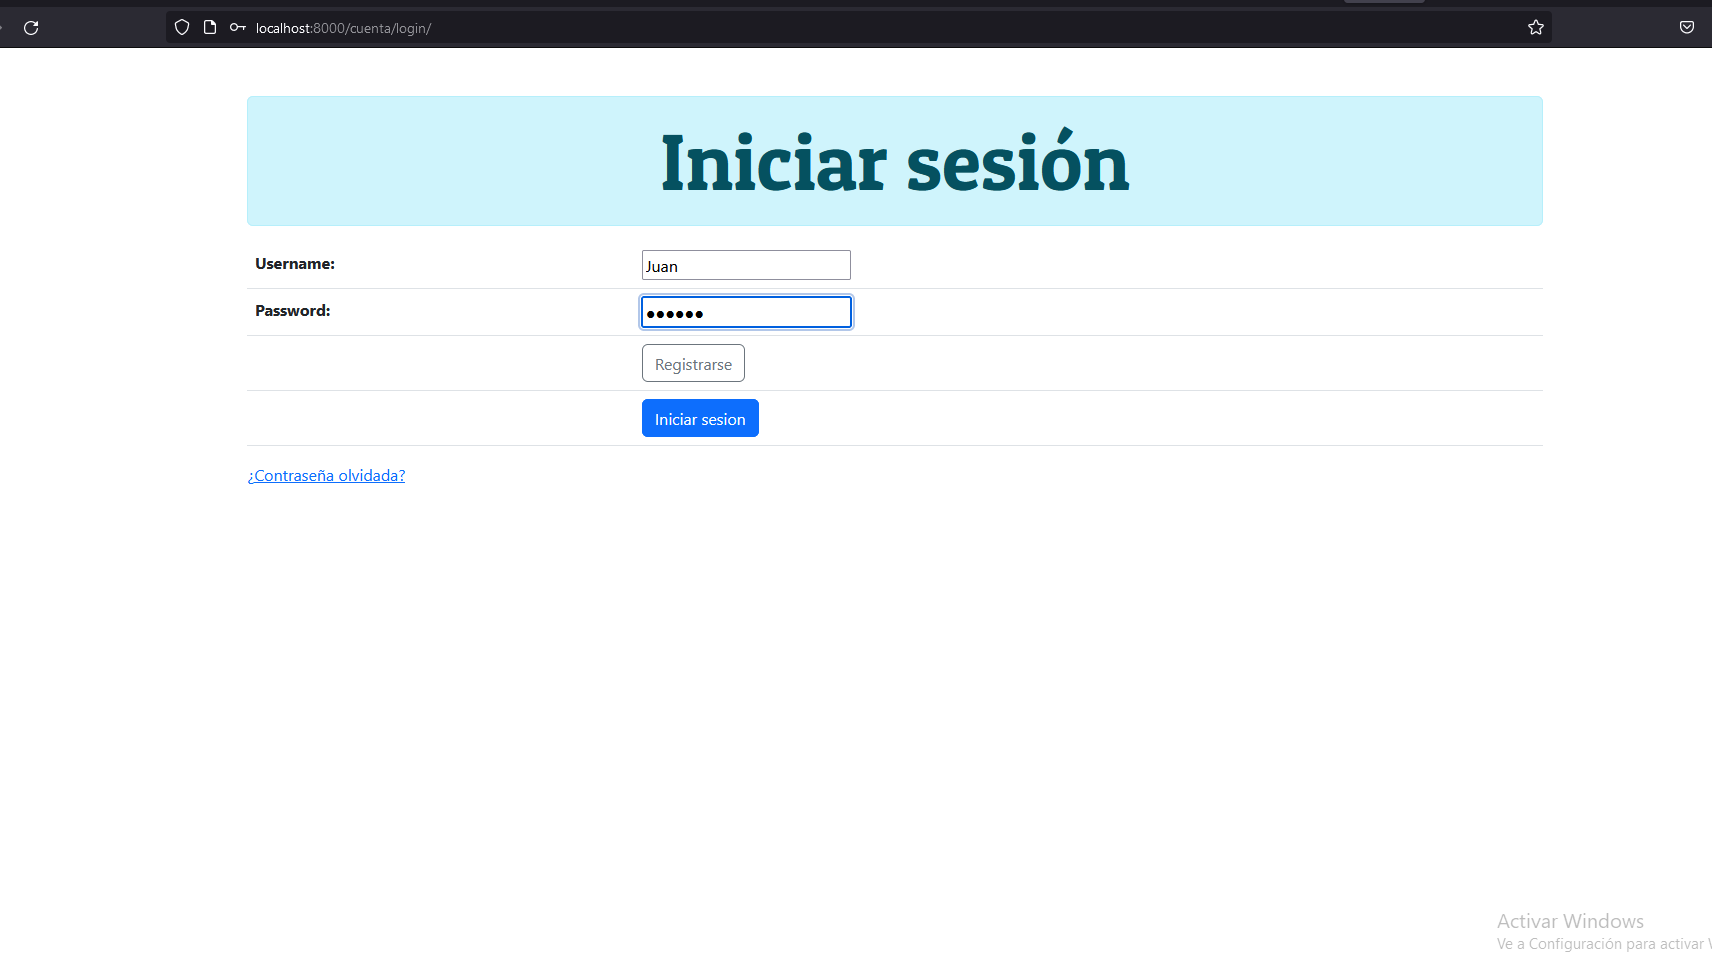 localhost:8000/cuenta/login/
Iniciar sesión
Username:
Juan
Password:
••••••
Registrarse
Iniciar sesion
¿Contraseña olvidada?
Activar Windows
Ve a Configuración para activar